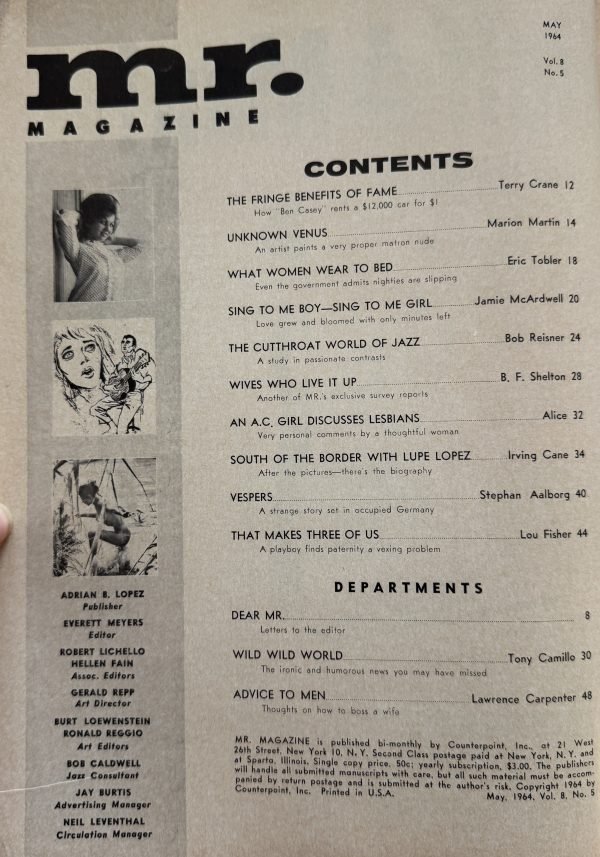 mr.
MAGAZINE
MAY
1964
Vol. 8
No. 5
CONTENTS
THE FRINGE BENEFITS OF FAME Terry Crane 12
How "Ben Casey" rents a $12,000 car for $1
UNKNOWN VENUS Marion Martin 14
An artist paints a very proper matron nude
WHAT WOMEN WEAR TO BED Eric Tobler 18
Even the government admits nighties are slipping
SING TO ME BOY—SING TO ME GIRL Jamie McArdwell 20
Love grew and bloomed with only minutes left
THE CUTTHROAT WORLD OF JAZZ Bob Reisner 24
A study in passionate contrasts
WIVES WHO LIVE IT UP B. F. Shelton 28
Another of MR.'s exclusive survey reports
AN A.C. GIRL DISCUSSES LESBIANS Alice 32
Very personal comments by a thoughtful woman
SOUTH OF THE BORDER WITH LUPE LOPEZ Irving Cane 34
After the pictures—there's the biography
VESPERS Stephan Aalborg 40
A strange story set in occupied Germany
THAT MAKES THREE OF US Lou Fisher 44
A playboy finds paternity a vexing problem
DEPARTMENTS
DEAR MR. 8
Letters to the editor
WILD WILD WORLD Tony Camillo 30
The ironic and humorous news you may have missed
ADVICE TO MEN Lawrence Carpenter 48
Thoughts on how to boss a wife
ADRIAN B. LOPEZ
Publisher
EVERETT MEYERS
Editor
ROBERT LICHELLO
HELLEN FAIN
Assoc. Editors
GERALD REPP
Art Director
BURT LOEWENSTEIN
RONALD REGGIO
Art Editors
BOB CALDWELL
Jazz Consultant
JAY BURTIS
Advertising Manager
NEIL LEVENTHAL
Circulation Manager
MR. MAGAZINE is published bi-monthly by Counterpoint, Inc., at 21 West
26th Street, New York 10, N. Y. Second Class postage paid at New York, N. Y. and
at Sparta, Illinois. Single copy price, 50c; yearly subscription, $3.00. The publishers
will handle all submitted manuscripts with care, but all such material must be accom-
panied by return postage and is submitted at the author's risk. Copyright 1964 by
Counterpoint, Inc. Printed in U.S.A. May, 1964, Vol. 8, No. 5